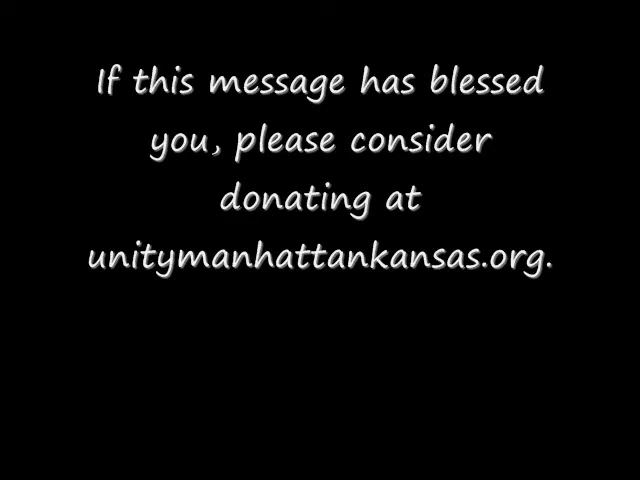 If this message has blessed
you, please consider
donating at
unitymanhattankansas.org.